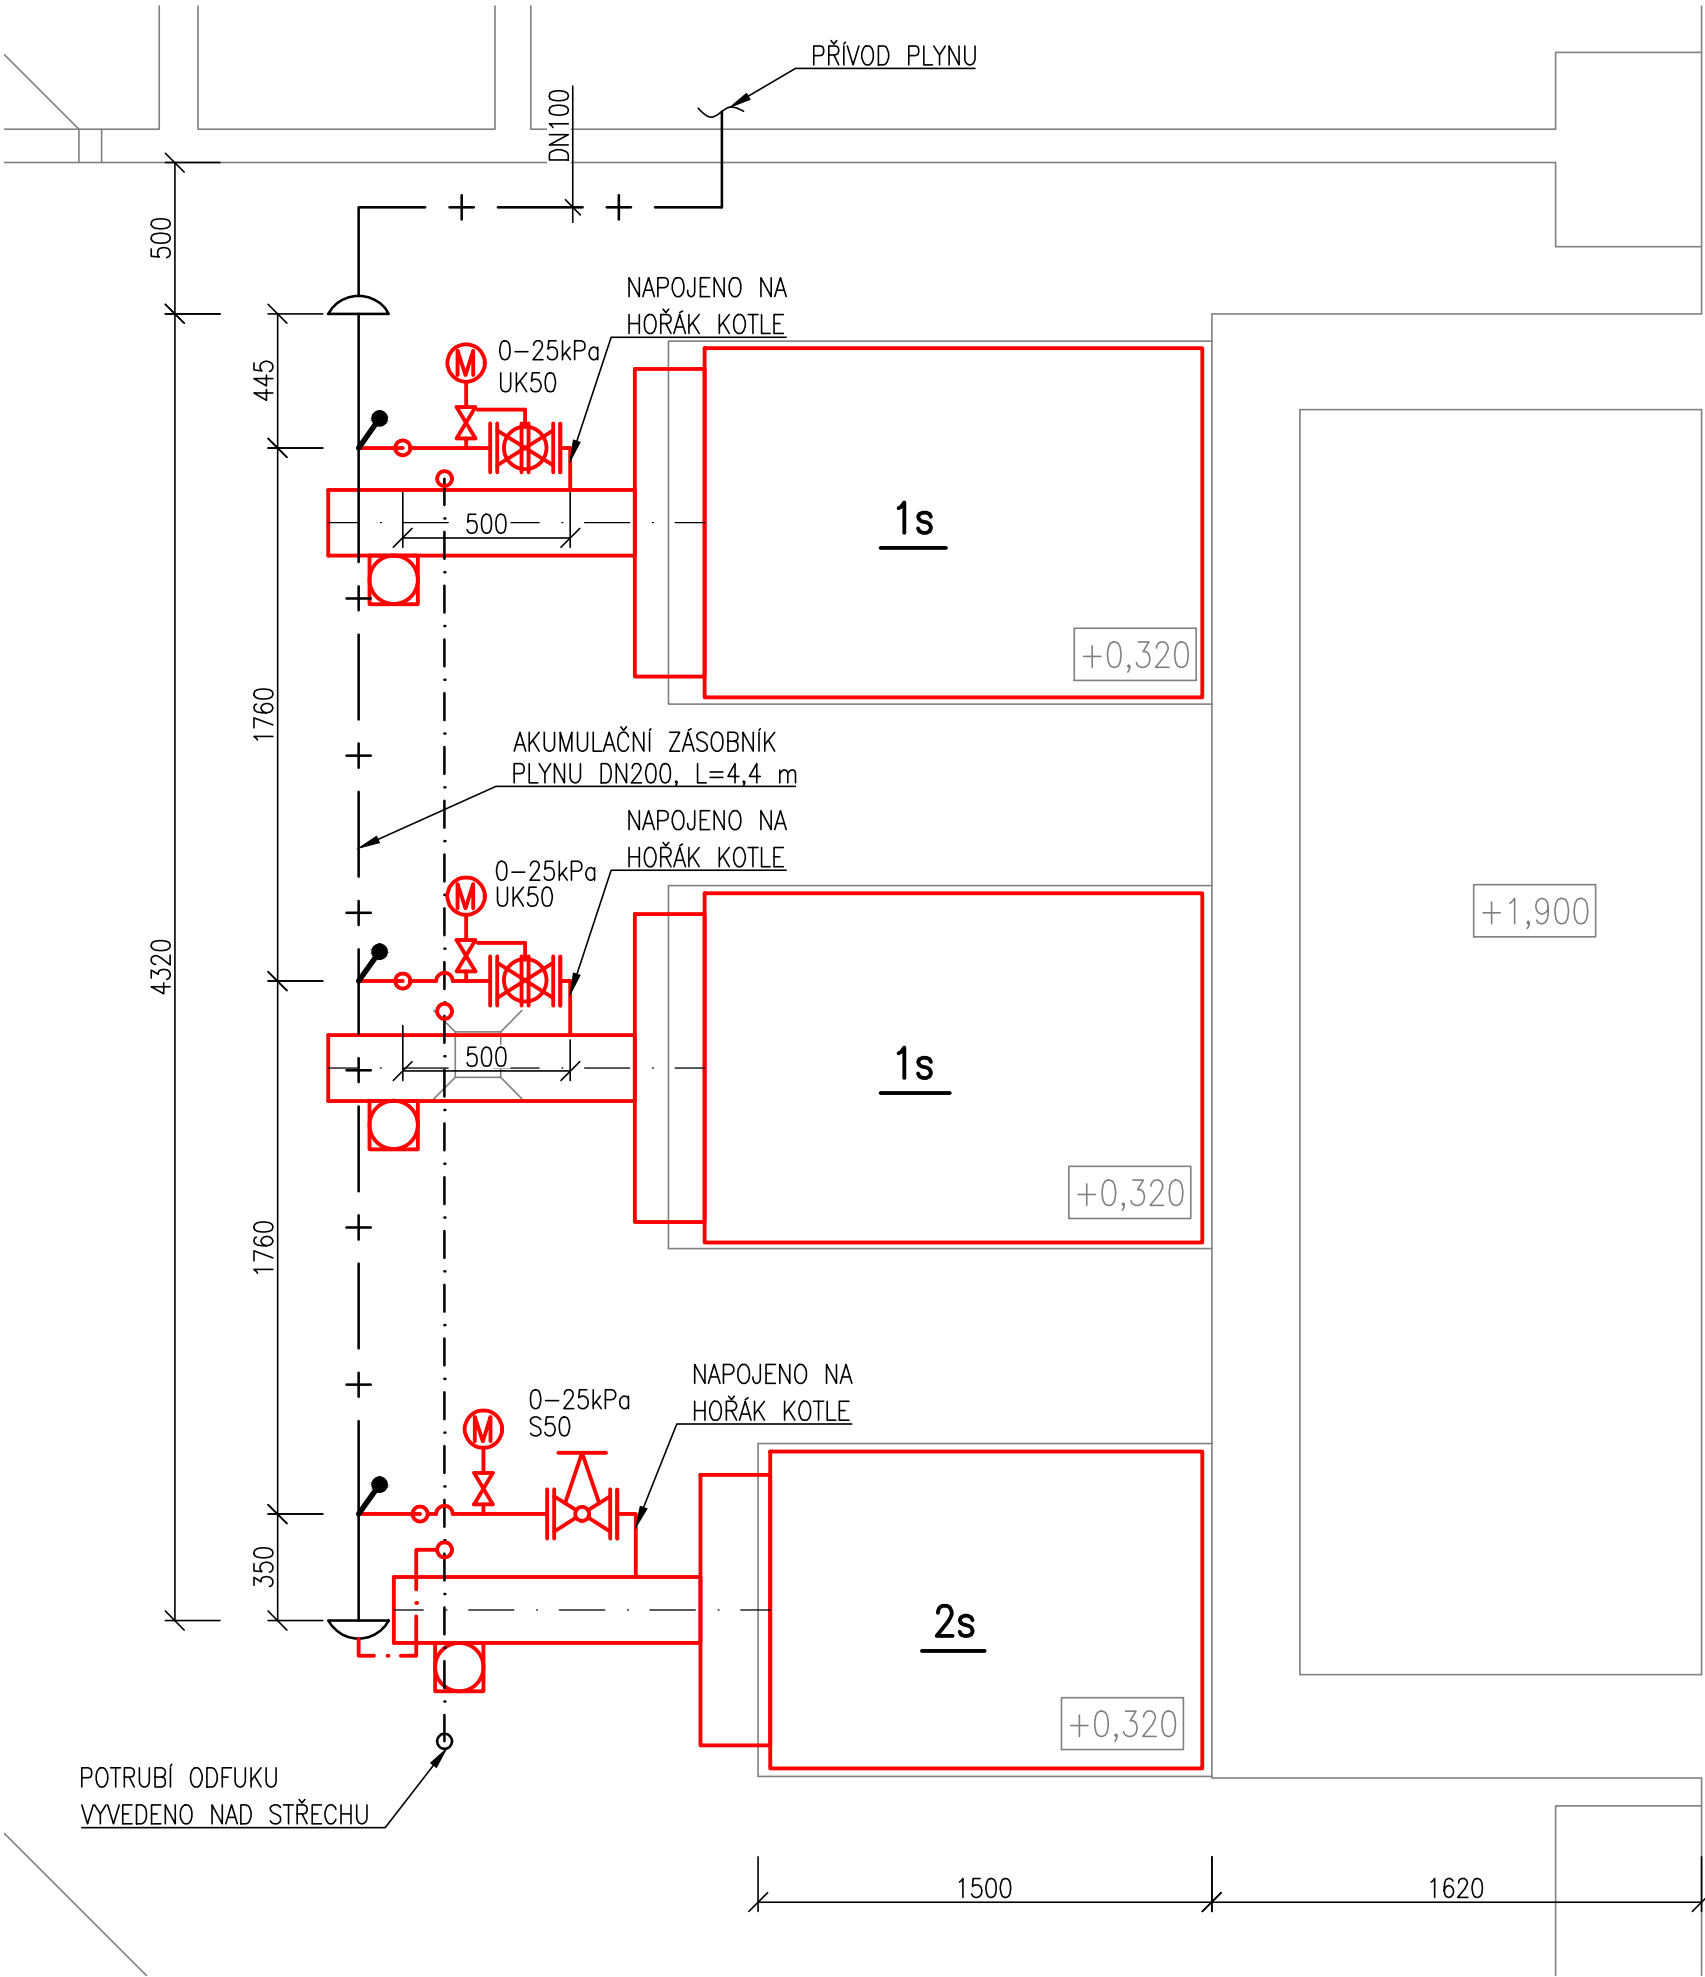 PŘÍVOD PLYNU
DN100
500
NAPOJENO NA
HOŘÁK KOTLE
M
0-25kPa
UK50
445
500
1s
+0,320
1760
AKUMULAČNÍ ZÁSOBNÍK
PLYNU DN200, L=4,4 m
NAPOJENO NA
HOŘÁK KOTLE
M
0-25kPa
UK50
+1,900
4320
500
1s
+0,320
1760
NAPOJENO NA
HOŘÁK KOTLE
M
0-25kPa
S50
350
2s
+0,320
POTRUBÍ ODFUKU
VYVEDENO NAD STŘECHU
1500
1620